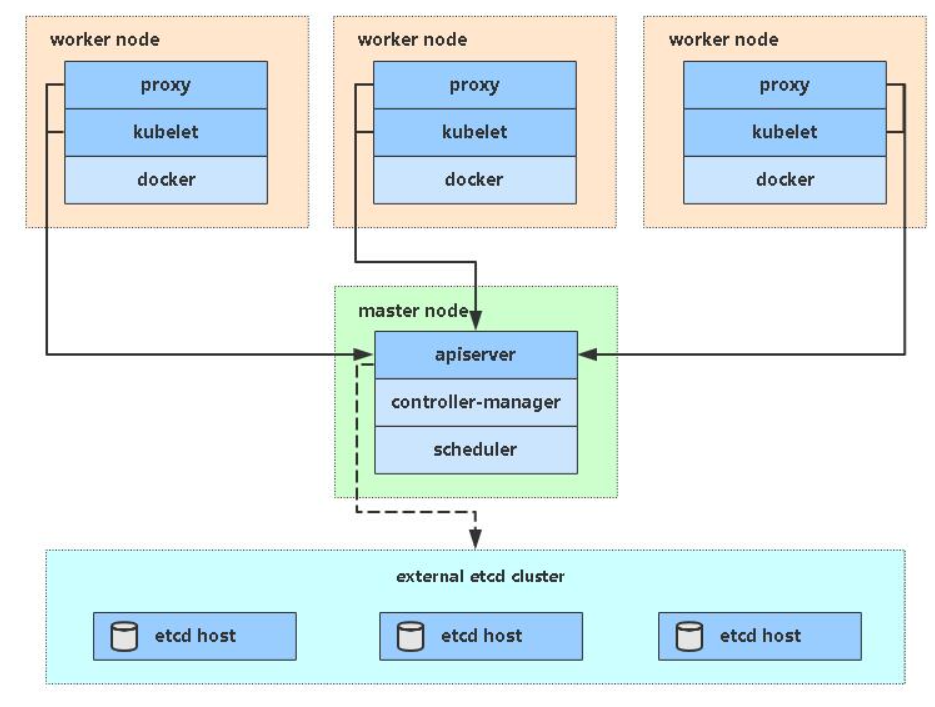 worker node
proxy
kubelet
docker
worker node
proxy
kubelet
docker
worker node
proxy
kubelet
docker
master node
apiserver
controller-manager
scheduler
external etcd cluster
etcd host
etcd host
etcd host